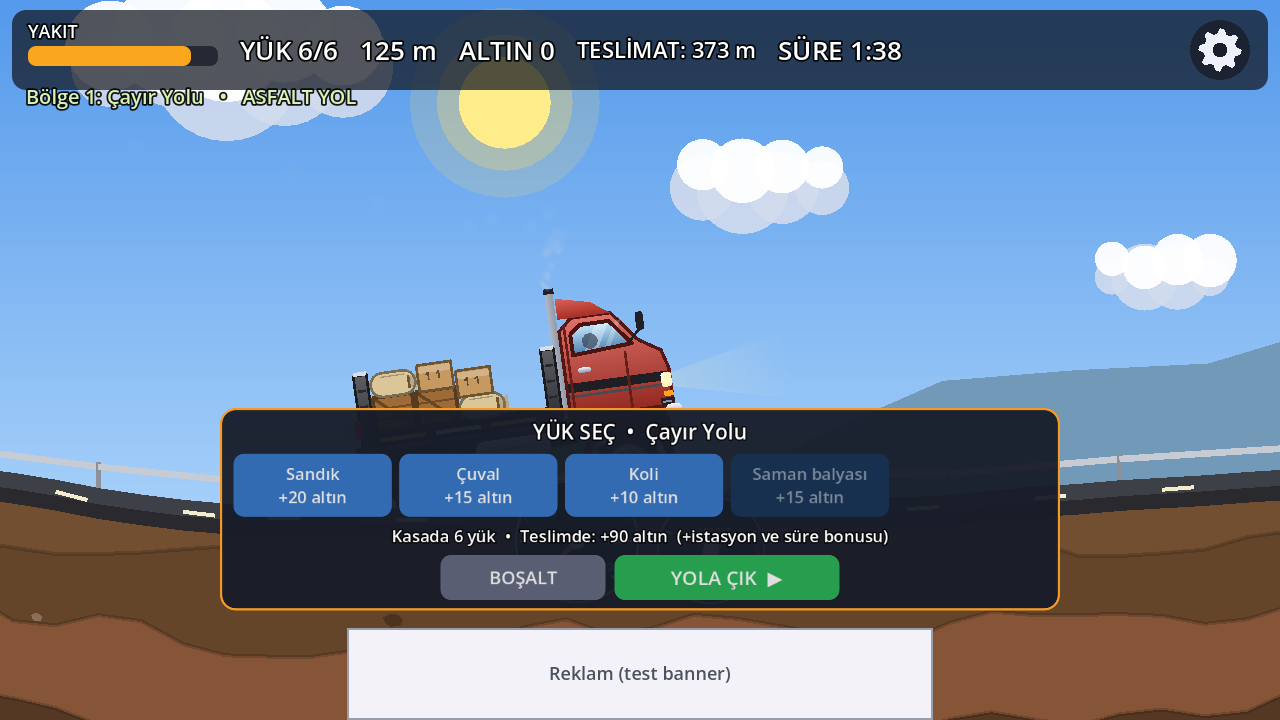 YAKIT
YÜK 6/6 125 m ALTIN 0 TESLİMAT: 373 m SÜRE 1:38
Bölge 1: Çayır Yolu • ASFALT YOL
YÜK SEÇ • Çayır Yolu
Sandık
+20 altın
Çuval
+15 altın
Koli
+10 altın
Saman balyası
+15 altın
Kasada 6 yük • Teslimde: +90 altın (+istasyon ve süre bonusu)
BOŞALT
YOLA ÇIK ▶
Reklam (test banner)